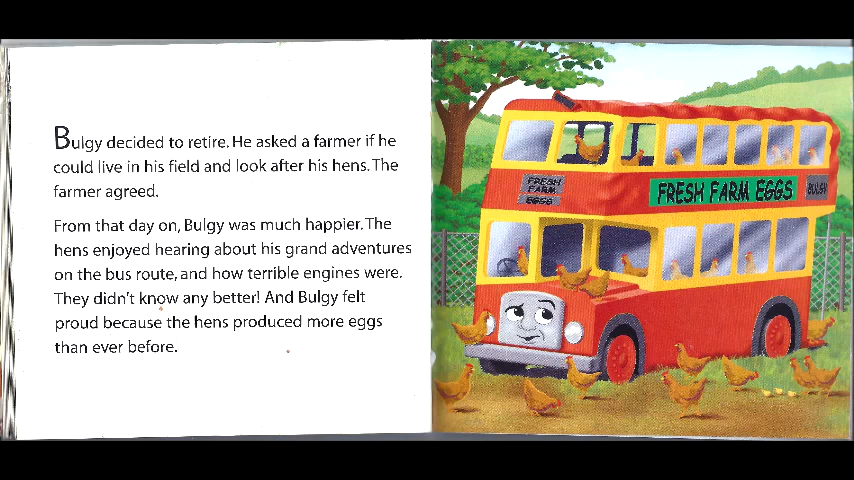 Bulgy decided to retire. He asked a farmer if he
could live in his field and look after his hens. The
farmer agreed.
From that day on, Bulgy was much happier. The
hens enjoyed hearing about his grand adventures
on the bus route, and how terrible engines were.
They didn't know any better! And Bulgy felt
proud because the hens produced more eggs
than ever before.
FRESH
FARM
EGGS
FRESH FARM EGGS
BULGY